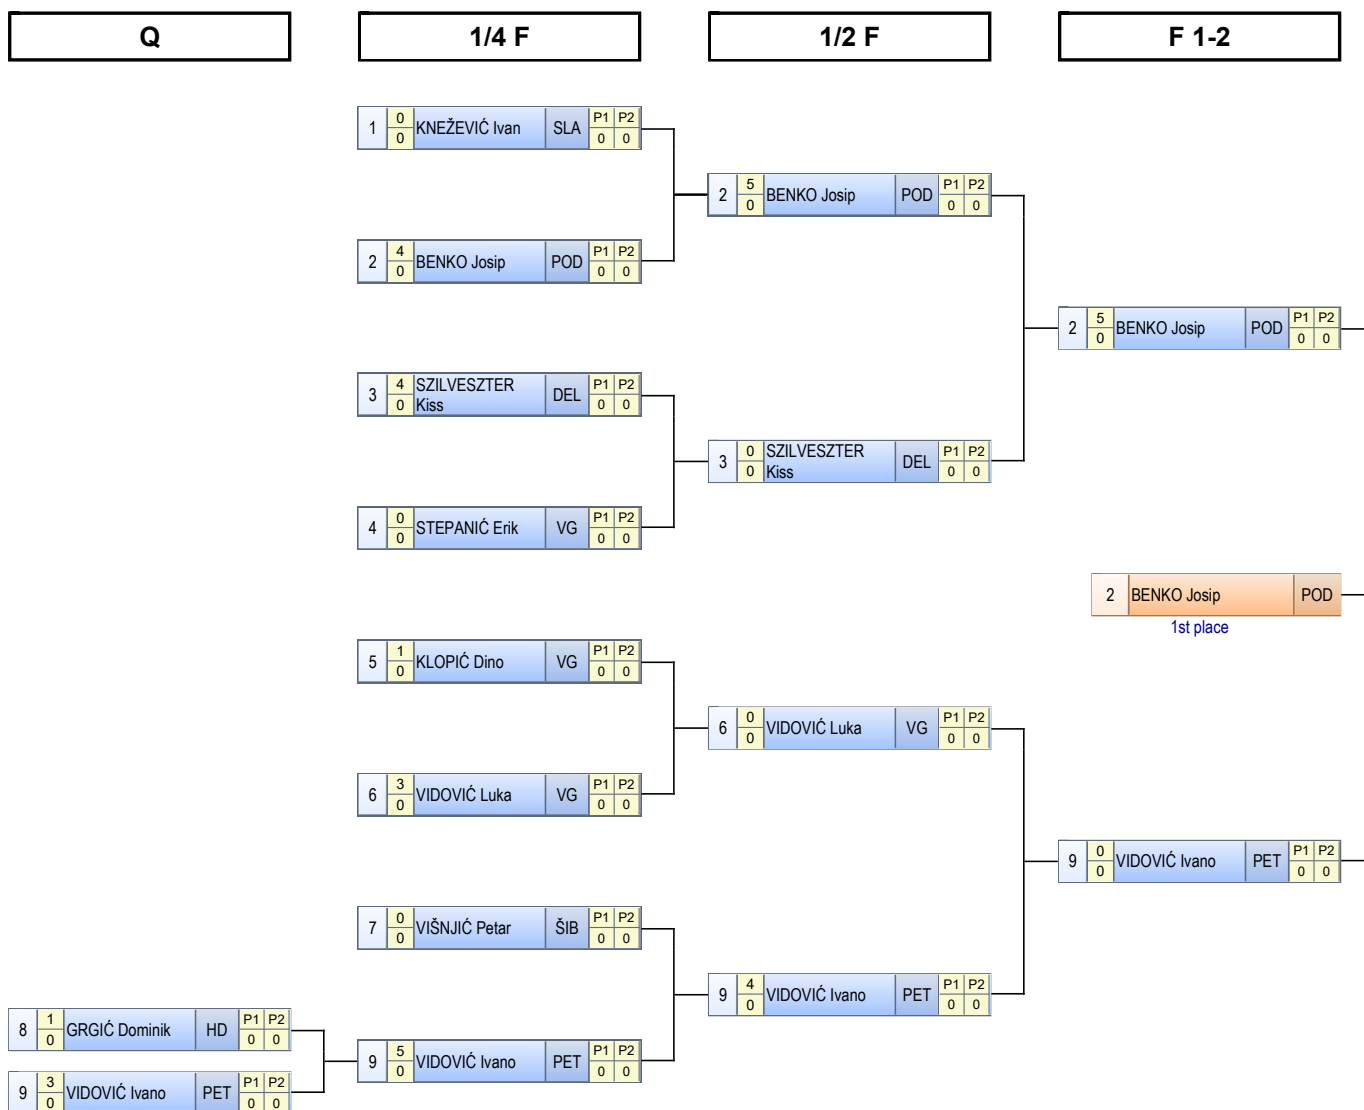 Q 1/4 F 1/2 F F 1-2
1 0 0 KNEŽEVIĆ Ivan SLA P1 P2 0 0
2 5 0 BENKO Josip POD P1 P2 0 0
2 4 0 BENKO Josip POD P1 P2 0 0
2 5 0 BENKO Josip POD P1 P2 0 0
3 4 0 SZILVESZTER
Kiss DEL P1 P2 0 0
3 0 0 SZILVESZTER
Kiss DEL P1 P2 0 0
4 0 0 STEPANIĆ Erik VG P1 P2 0 0
2 BENKO Josip POD
1st place
5 1 0 KLOPIĆ Dino VG P1 P2 0 0
6 0 0 VIDOVIĆ Luka VG P1 P2 0 0
6 3 0 VIDOVIĆ Luka VG P1 P2 0 0
9 0 0 VIDOVIĆ Ivano PET P1 P2 0 0
7 0 0 VIŠNJIĆ Petar ŠIB P1 P2 0 0
9 4 0 VIDOVIĆ Ivano PET P1 P2 0 0
8 1 0 GRGIĆ Dominik HD P1 P2 0 0
9 5 0 VIDOVIĆ Ivano PET P1 P2 0 0
9 3 0 VIDOVIĆ Ivano PET P1 P2 0 0